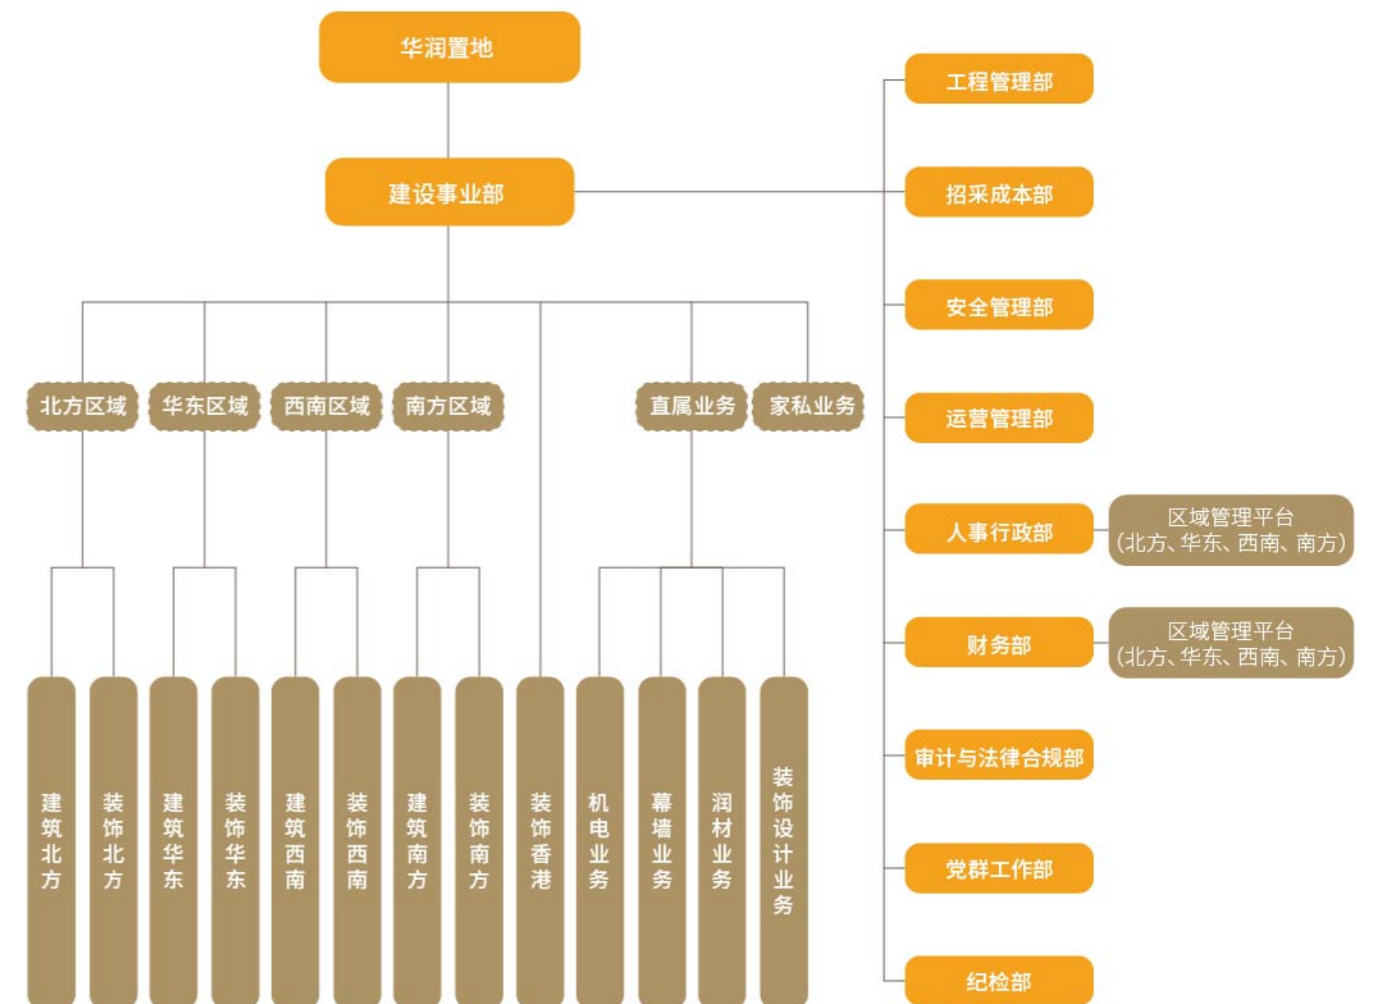 华润置地
建设事业部
北方区域
华东区域
西南区域
南方区域
直属业务
家私业务
建筑北方
装饰北方
建筑华东
装饰华东
建筑西南
装饰西南
建筑南方
装饰南方
装饰香港
机电业务
幕墙业务
润材业务
装饰设计业务
工程管理部
招采成本部
安全管理部
运营管理部
人事行政部
区域管理平台
(北方、华东、西南、南方)
财务部
区域管理平台
(北方、华东、西南、南方)
审计与法律合规部
党群工作部
纪检部